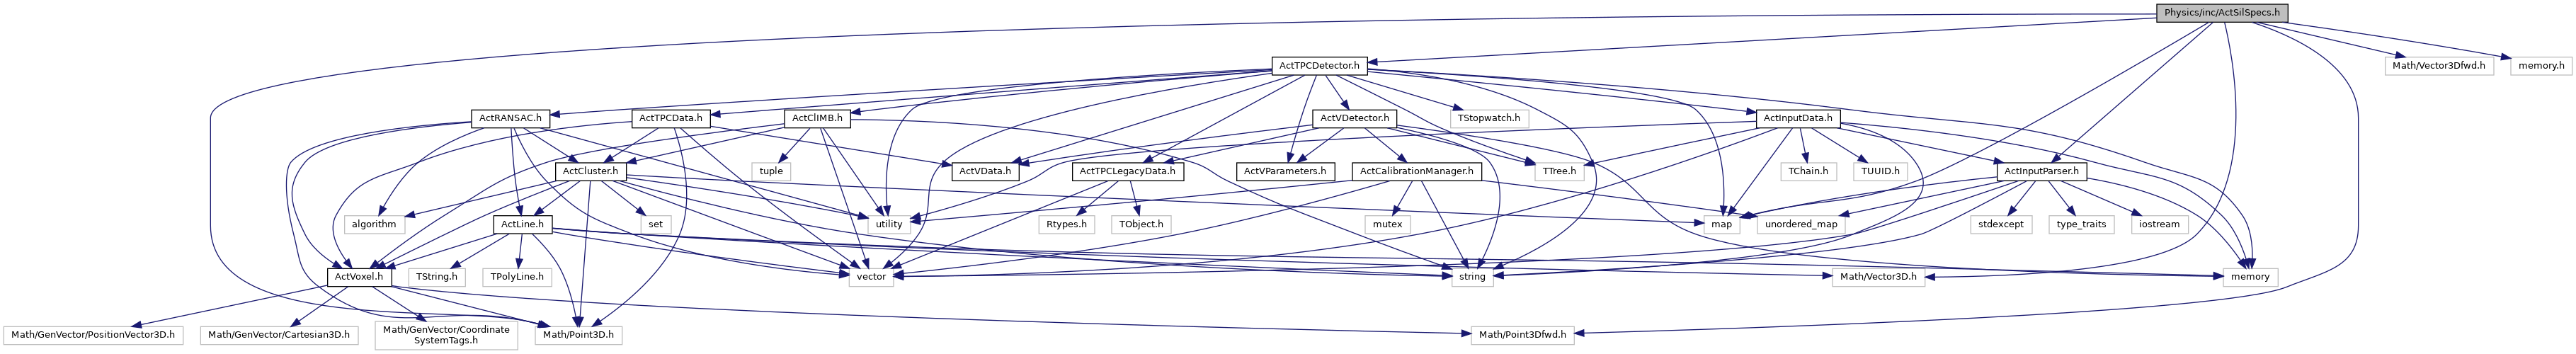 Physics/inc/ActSilSpecs.h
ActTPCDetector.h
Math/Vector3Dfwd.h
memory.h
ActRANSAC.h
ActTPCData.h
ActClIMB.h
ActVDetector.h
TStopwatch.h
ActInputData.h
ActCluster.h
tuple
ActVData.h
ActTPCLegacyData.h
ActVParameters.h
ActCalibrationManager.h
TTree.h
TChain.h
TUUID.h
ActInputParser.h
algorithm
ActLine.h
set
utility
Rtypes.h
TObject.h
mutex
map
unordered_map
stdexcept
type_traits
iostream
ActVoxel.h
TString.h
TPolyLine.h
vector
string
Math/Vector3D.h
memory
Math/GenVector/PositionVector3D.h
Math/GenVector/Cartesian3D.h
Math/GenVector/Coordinate
SystemTags.h
Math/Point3D.h
Math/Point3Dfwd.h